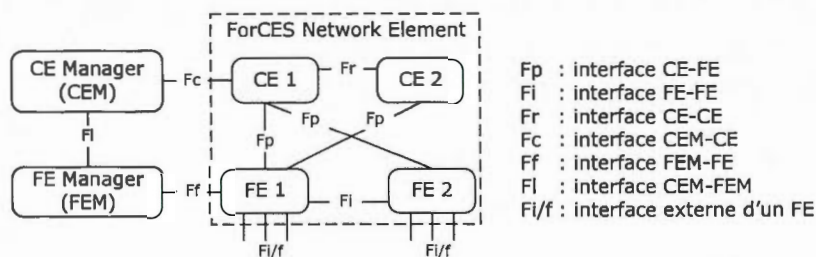 ForCES Network Element
CE Manager
(CEM)
Fc
CE 1
Fr
CE 2
Fl
Fp
Fp
Fp
FE Manager
(FEM)
Ff
FE 1
Fi
FE 2
Fi/f
Fi/f
Fp : interface CE-FE
Fi : interface FE-FE
Fr : interface CE-CE
Fc : interface CEM-CE
Ff : interface FEM-FE
Fl : interface CEM-FEM
Fi/f : interface externe d'un FE